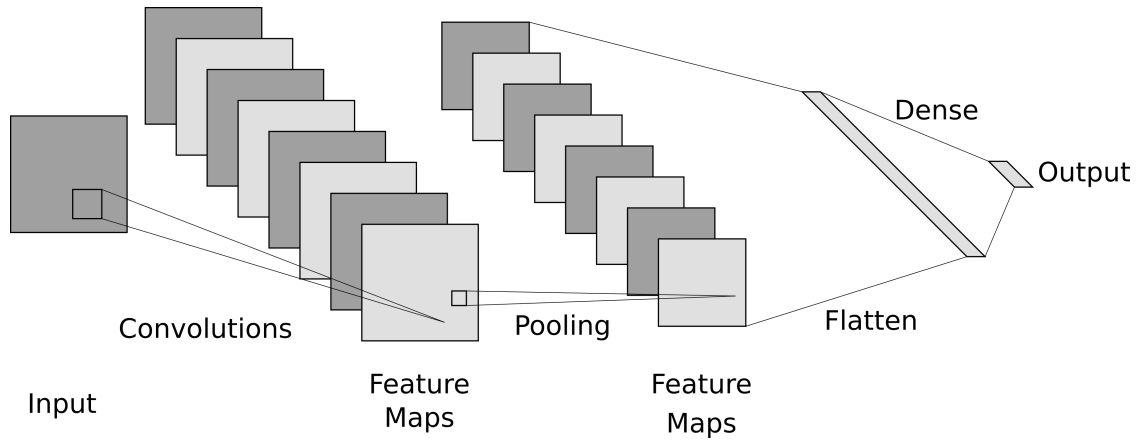 Dense
Output
Convolutions
Pooling
Flatten
Input
Feature
Maps
Feature
Maps